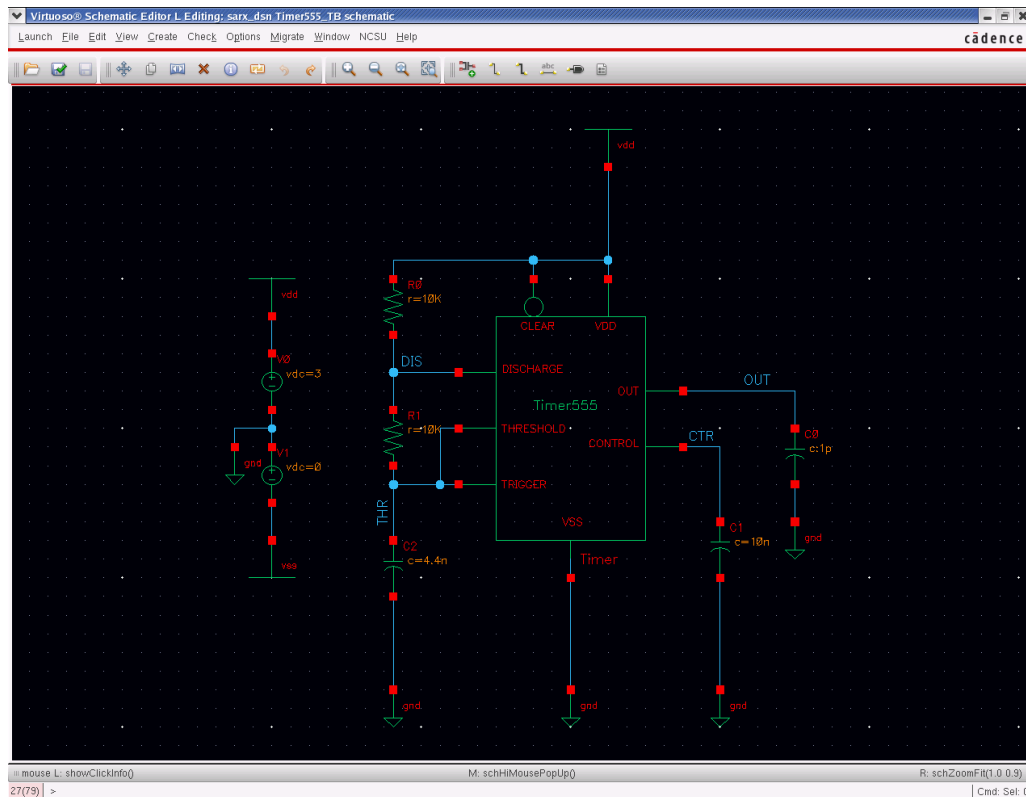 Virtuoso® Schematic Editor L Editing: sarx_dsn Timer555_TB schematic
Launch File Edit View Create Check Options Migrate Window NCSU Help
cādence
abc
vdd
vdd
R0
r=10K
CLEAR
VDD
V0
vdc=3
DIS
DISCHARGE
OUT
OUT
Timer555
R1
r=10K
THRESHOLD
CONTROL
CTR
C0
c:1p
gnd
V1
vdc=0
TRIGGER
THR
VSS
C1
c=10n
gnd
C2
c=4.4n
Timer
vss
gnd
gnd
gnd
mouse L: showClickInfo()
M: schHiMousePopUp()
R: schZoomFit(1.0 0.9)
27(79) >
Cmd: Sel: 0